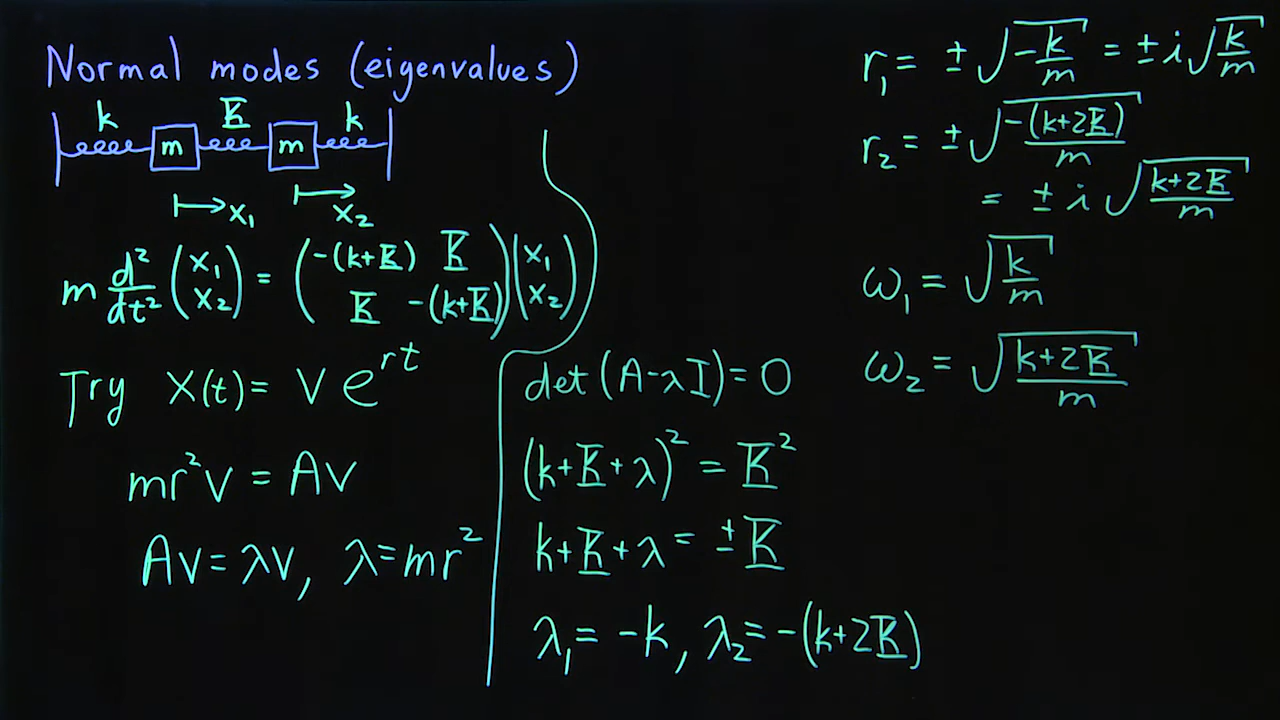 Normal modes (eigenvalues)
k K k
m m
x₁ x₂
m d²/dt² (x₁ x₂) = (-(k+K) K K -(k+K)) (x₁ x₂)
Try X(t) = v e^{rt}
mr²v = Av
Av = λv, λ = mr²
det(A-λI) = 0
(k+K+λ)² = K²
k+K+λ = ±K
λ₁ = -k, λ₂ = -(k+2K)
r₁ = ±√(-k/m) = ±i√(k/m)
r₂ = ±√(-(k+2K)/m)
= ±i√((k+2K)/m)
ω₁ = √(k/m)
ω₂ = √((k+2K)/m)